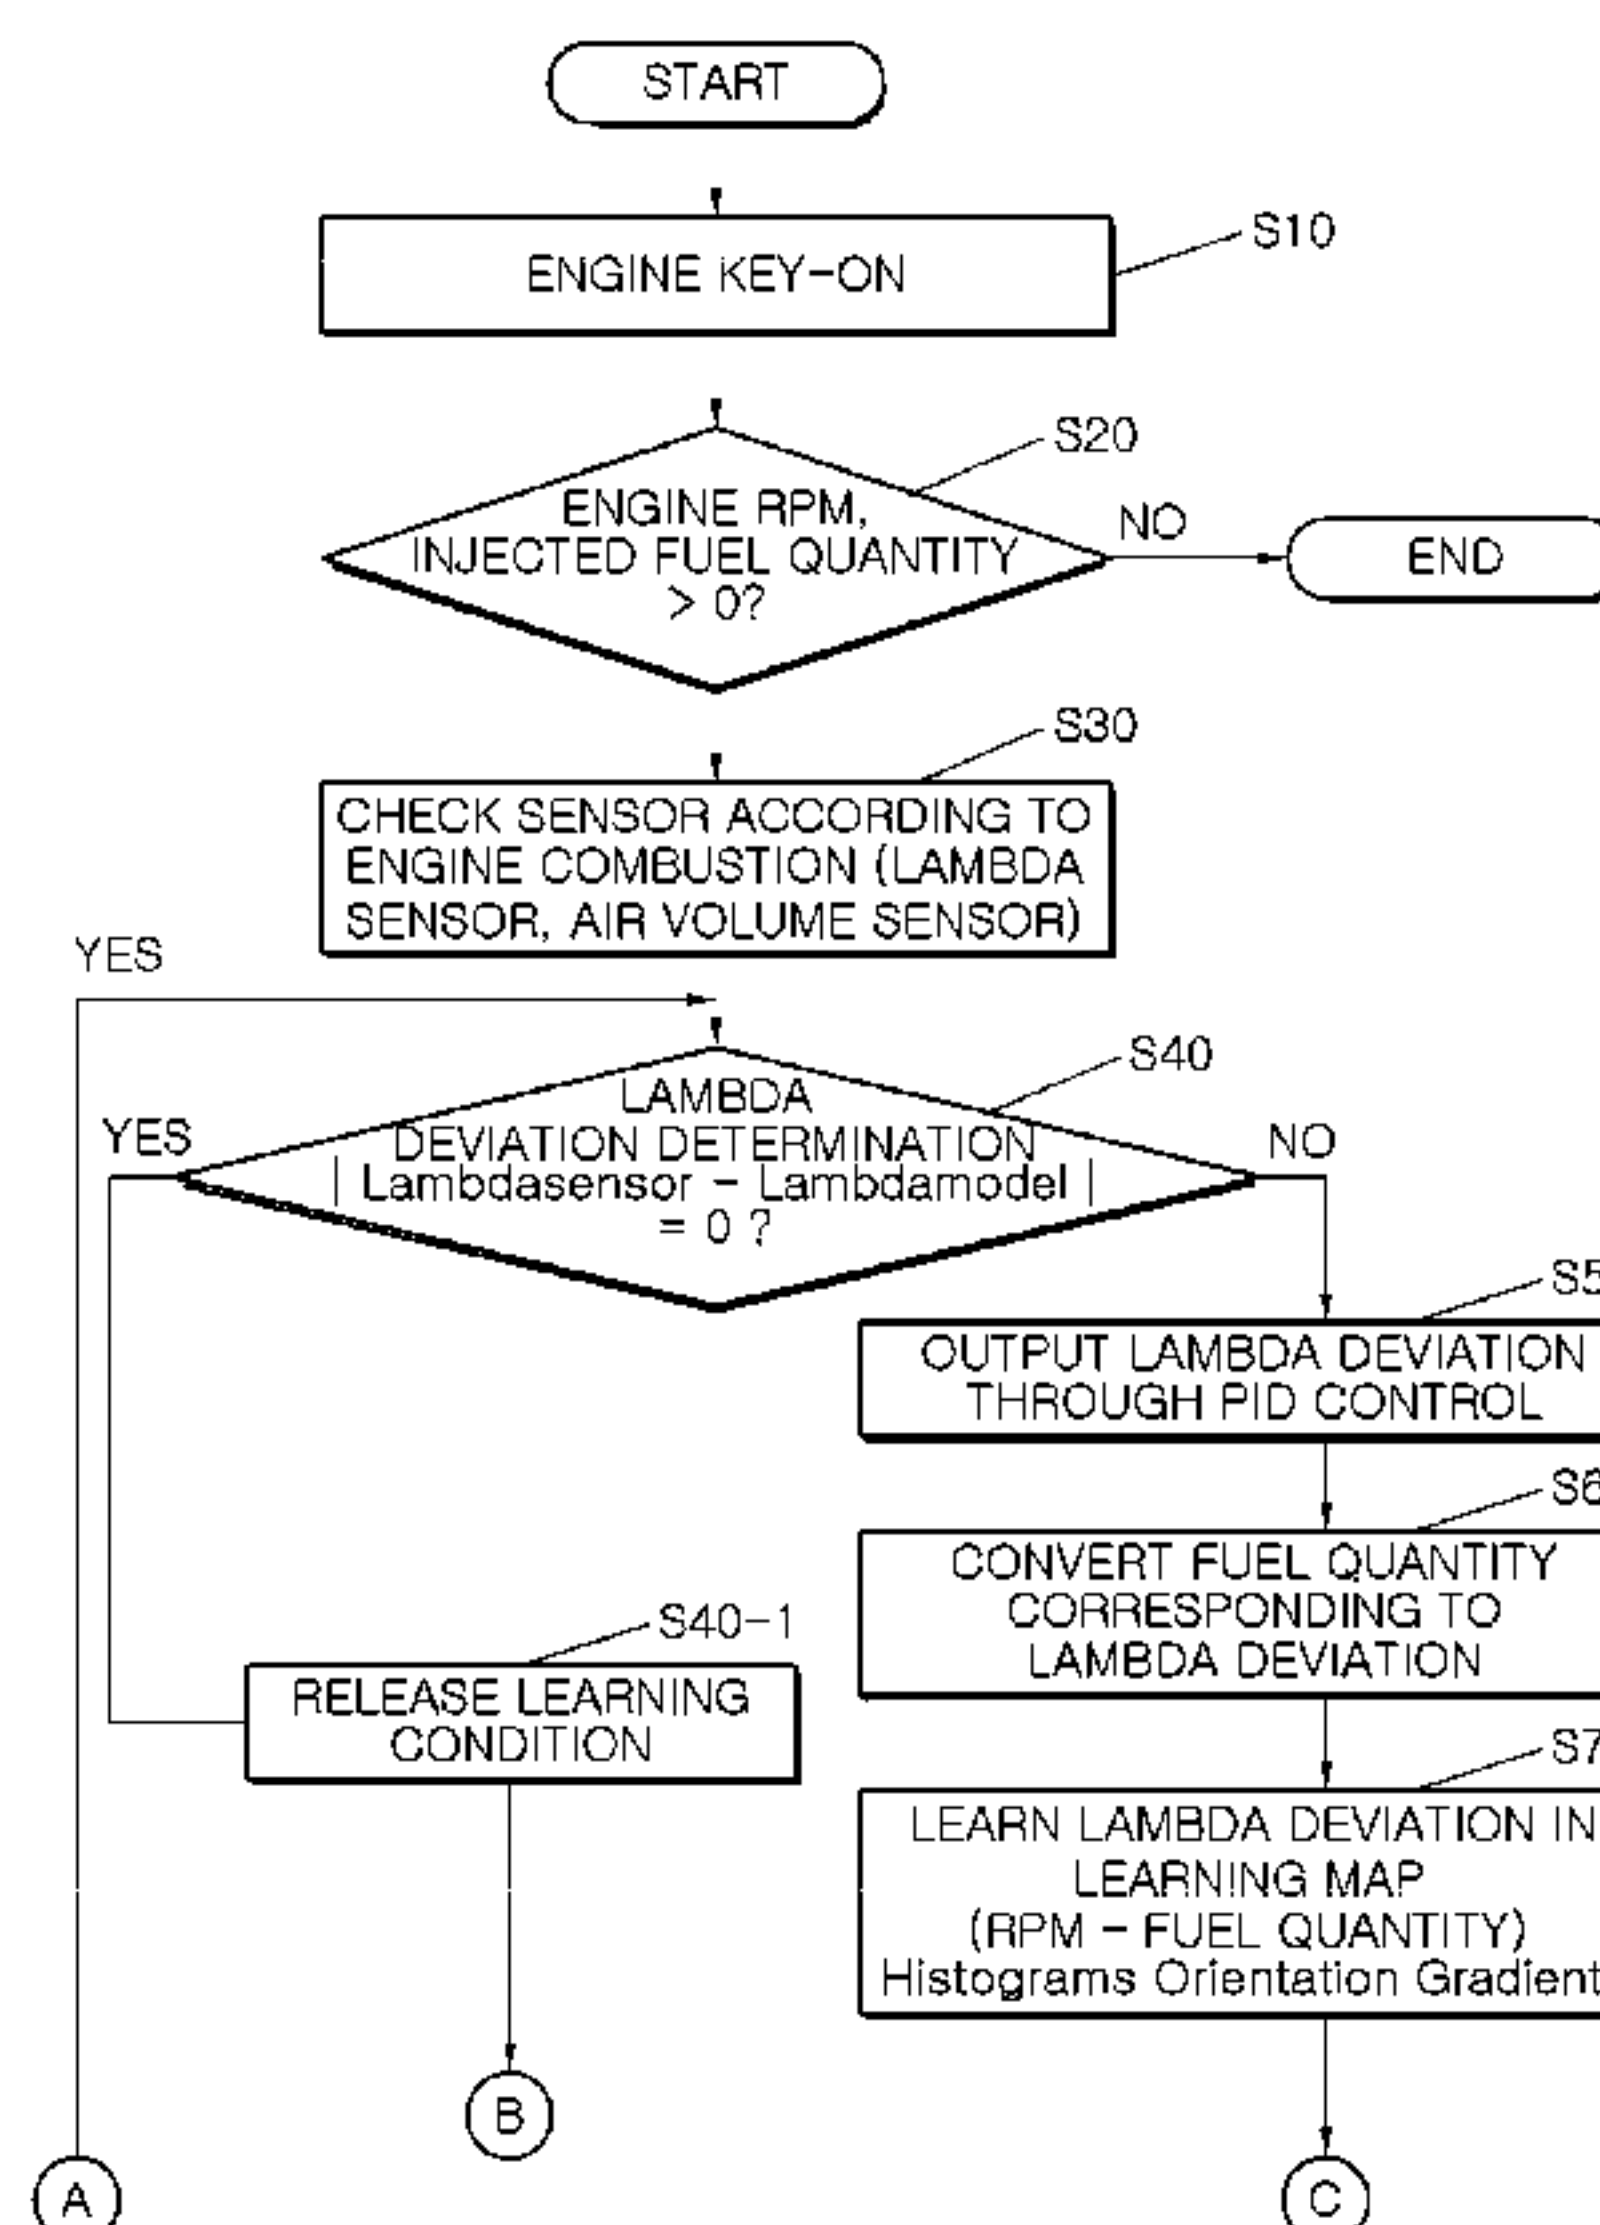 START
ENGINE KEY-ON
S10
S20
ENGINE RPM,
INJECTED FUEL QUANTITY
> 0?
NO
END
S30
CHECK SENSOR ACCORDING TO
ENGINE COMBUSTION (LAMBDA
SENSOR, AIR VOLUME SENSOR)
YES
S40
LAMBDA
DEVIATION DETERMINATION
| Lambdasensor - Lambdamodel |
= 0 ?
YES
NO
S5
OUTPUT LAMBDA DEVIATION
THROUGH PID CONTROL
S6
CONVERT FUEL QUANTITY
CORRESPONDING TO
LAMBDA DEVIATION
S40-1
RELEASE LEARNING
CONDITION
S7
LEARN LAMBDA DEVIATION IN
LEARNING MAP
(RPM - FUEL QUANTITY)
Histograms Orientation Gradient
B
A
C